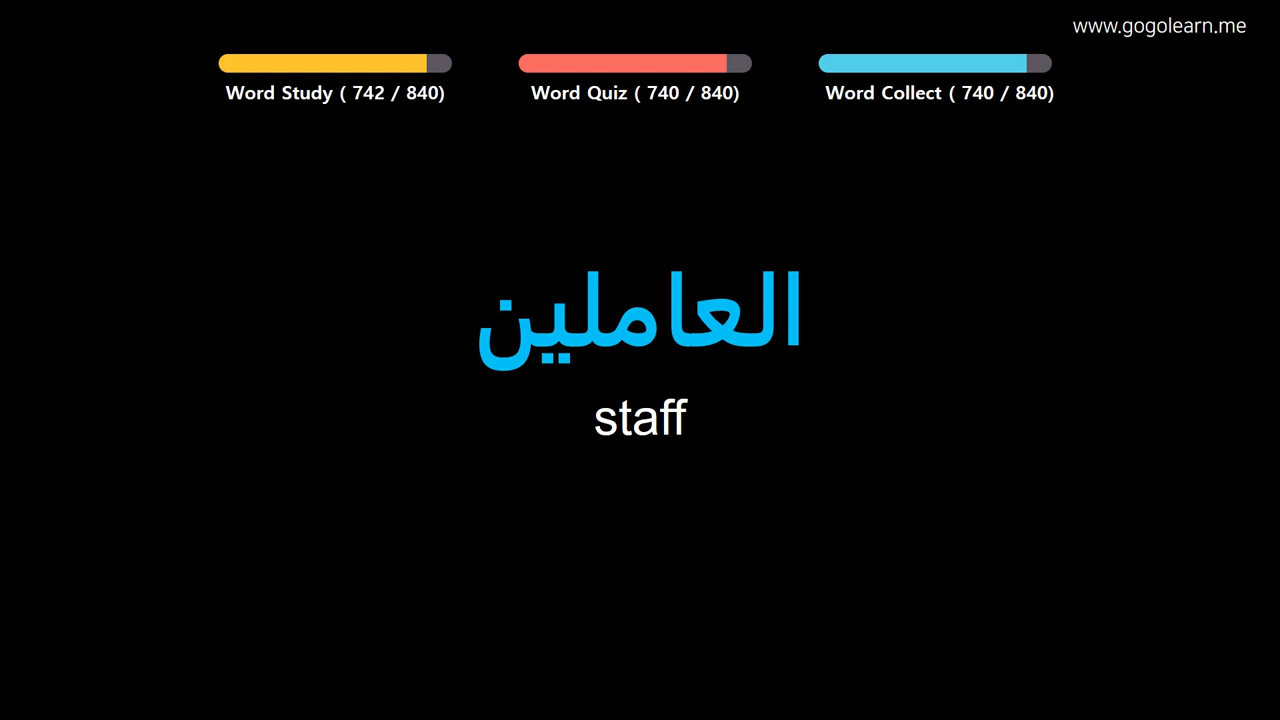 www.gogolearn.me
Word Study ( 742 / 840)
Word Quiz ( 740 / 840)
Word Collect ( 740 / 840)
العاملين
staff